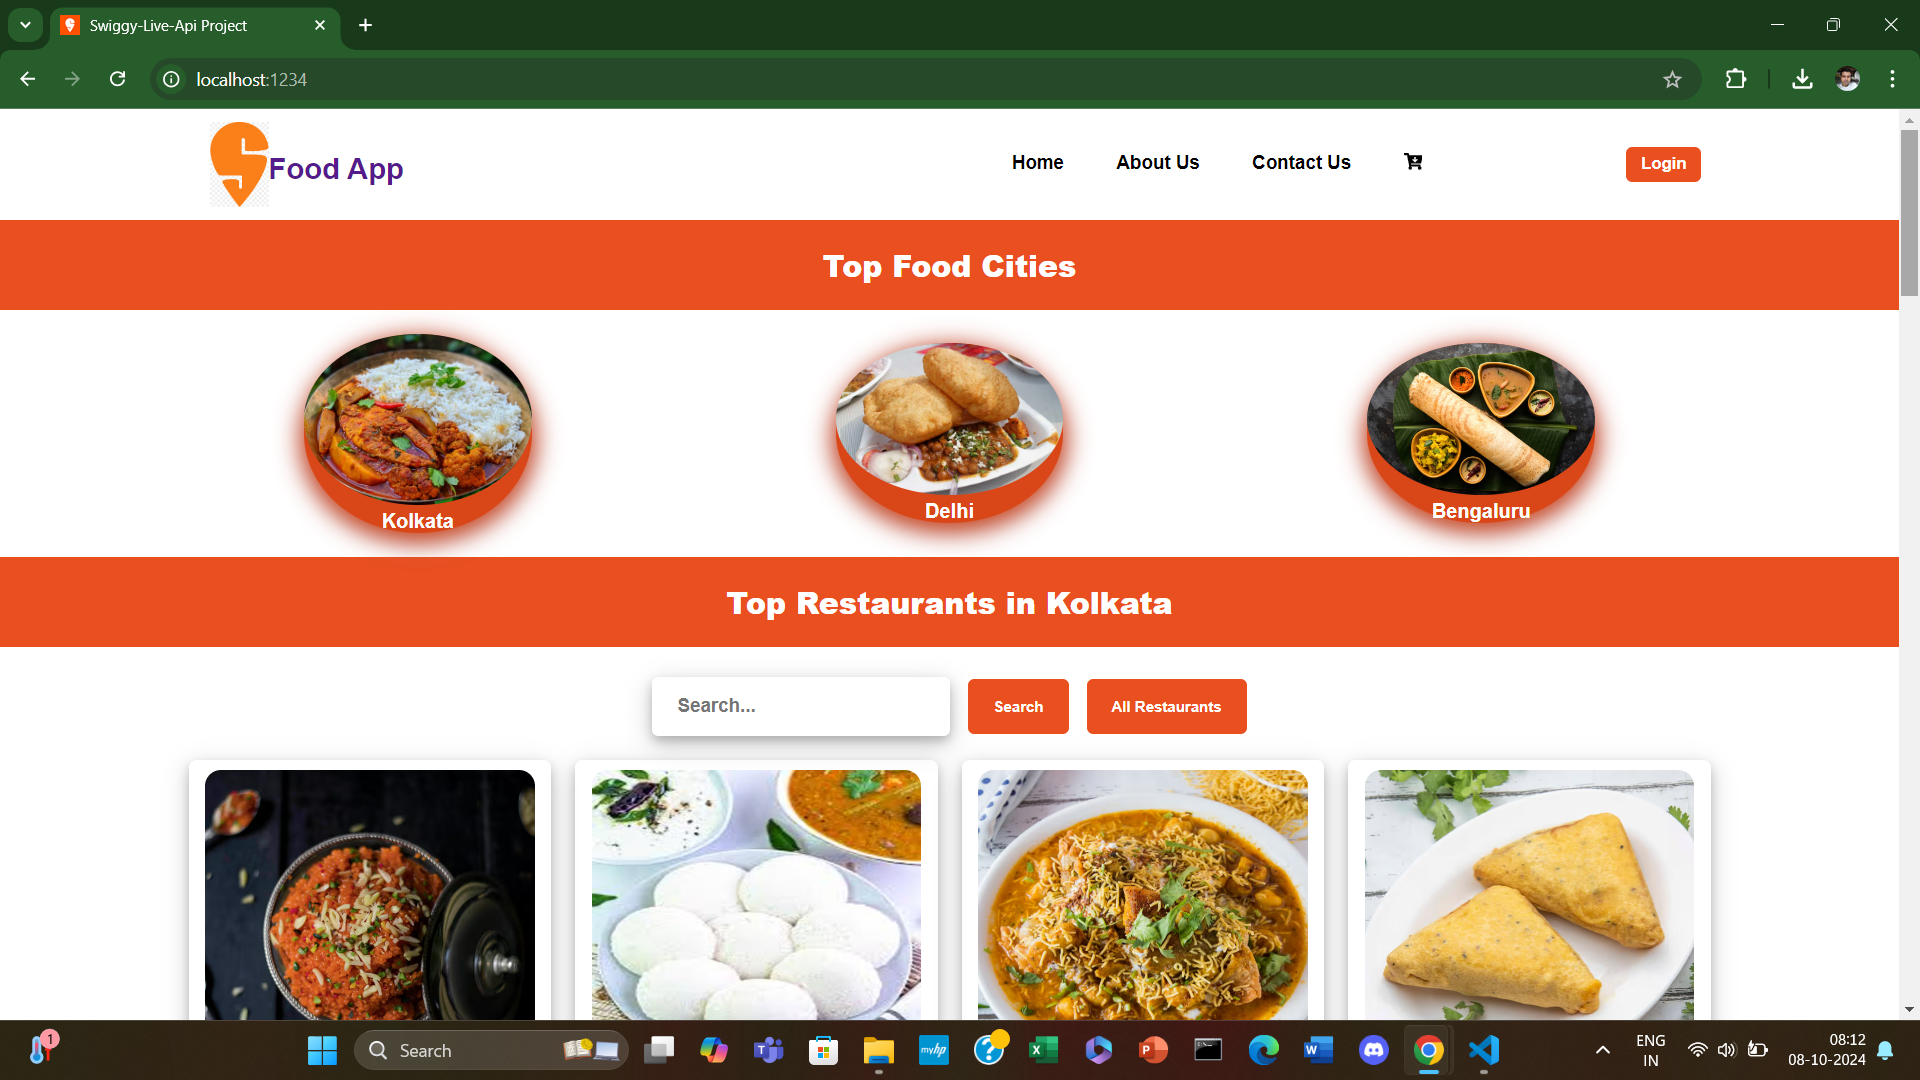 Swiggy-Live-Api Project
localhost:1234
Food App
Home
About Us
Contact Us
Login
Top Food Cities
Kolkata
Delhi
Bengaluru
Top Restaurants in Kolkata
Search...
Search
All Restaurants
1
Search
myhp
ENG
IN
08:12
08-10-2024